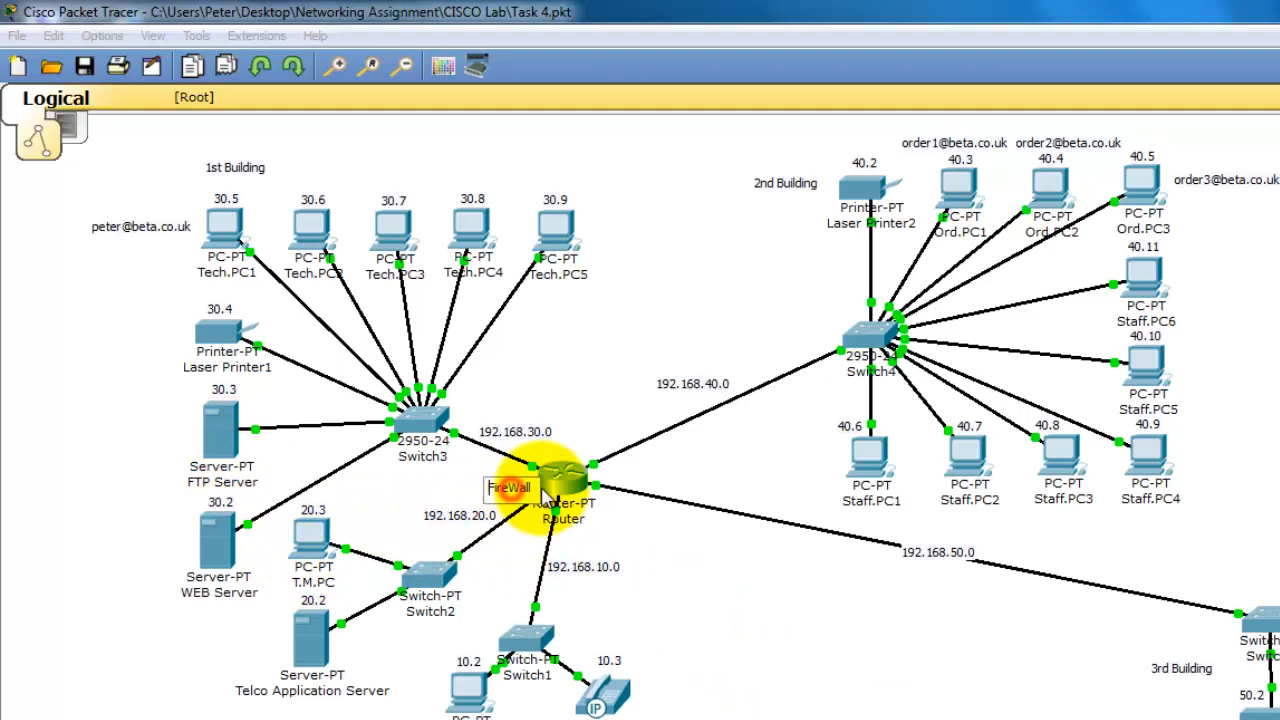 Cisco Packet Tracer - C:\Users\Peter\Desktop\Networking Assignment\CISCO Lab\Task 4.pkt
File Edit Options View Tools Extensions Help
Logical [Root]
1st Building
peter@beta.co.uk
30.5
PC-PT
Tech.PC1
30.6
PC-PT
Tech.PC2
30.7
PC-PT
Tech.PC3
30.8
PC-PT
Tech.PC4
30.9
PC-PT
Tech.PC5
30.4
Printer-PT
Laser Printer1
30.3
Server-PT
FTP Server
30.2
Server-PT
WEB Server
2950-24
Switch3
192.168.30.0
FireWall
Router-PT
Router
192.168.20.0
20.3
PC-PT
T.M.PC
20.2
Server-PT
Telco Application Server
Switch-PT
Switch2
192.168.10.0
Switch-PT
Switch1
10.2
10.3
IP
2nd Building
40.2
Printer-PT
Laser Printer2
order1@beta.co.uk
40.3
PC-PT
Ord.PC1
order2@beta.co.uk
40.4
PC-PT
Ord.PC2
40.5
order3@beta.co.uk
PC-PT
Ord.PC3
40.11
PC-PT
Staff.PC6
40.10
PC-PT
Staff.PC5
2950-24
Switch4
192.168.40.0
40.6
PC-PT
Staff.PC1
40.7
PC-PT
Staff.PC2
40.8
PC-PT
Staff.PC3
40.9
PC-PT
Staff.PC4
192.168.50.0
3rd Building
50.2